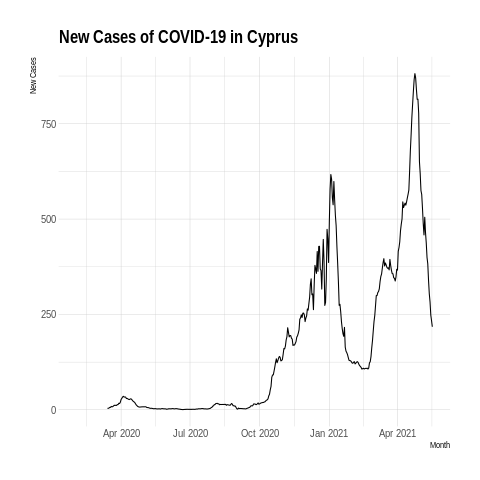 New Cases of COVID-19 in Cyprus
New Cases
750
500
250
0
Apr 2020 Jul 2020 Oct 2020 Jan 2021 Apr 2021
Month